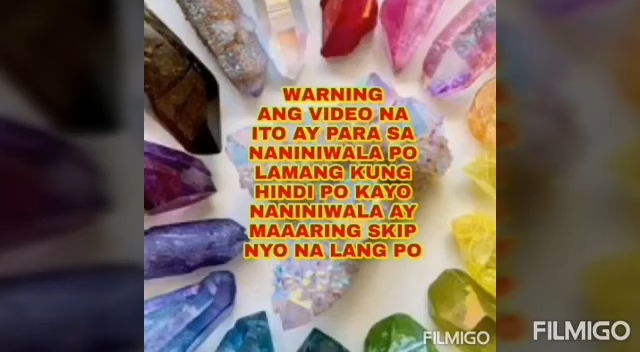 WARNING
ANG VIDEO NA
ITO AY PARA SA
NANINIWALA PO
LAMANG KUNG
HINDI PO KAYO
NANINIWALA AY
MAAARING SKIP
NYO NA LANG PO
FILMIGO
FILMIGO